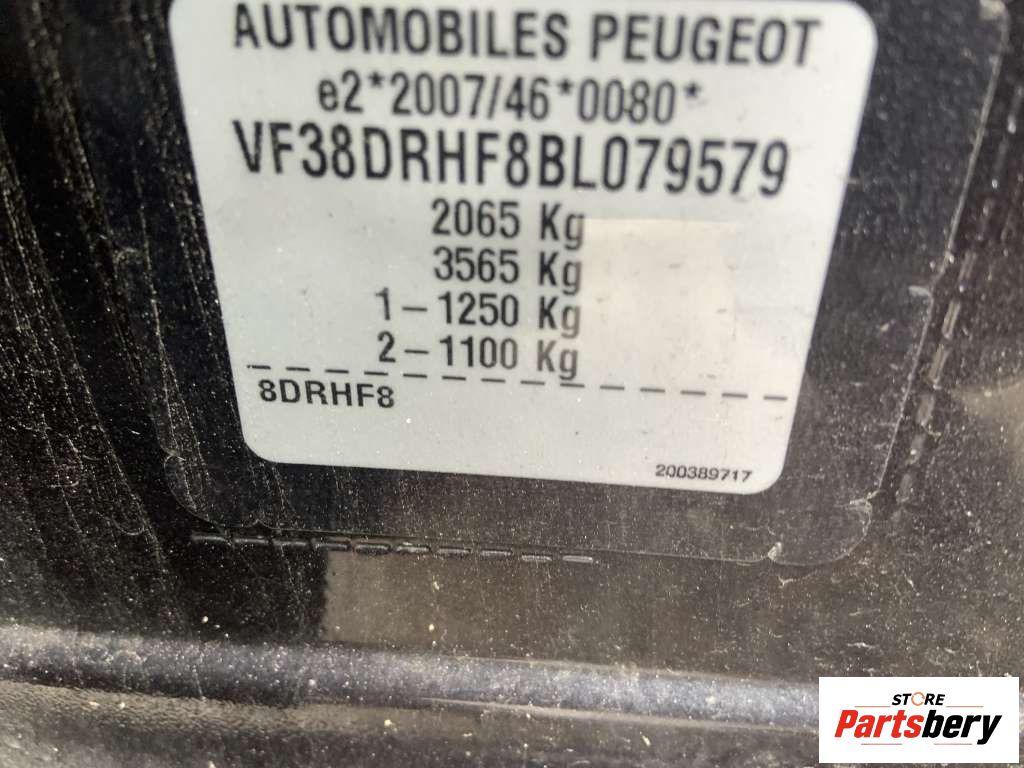 AUTOMOBILES PEUGEOT
e2*2007/46*0080*
VF38DRHF8BL079579
2065 Kg
3565 Kg
1-1250 Kg
2-1100 Kg
8DRHF8
200389717
STORE
Partsbery